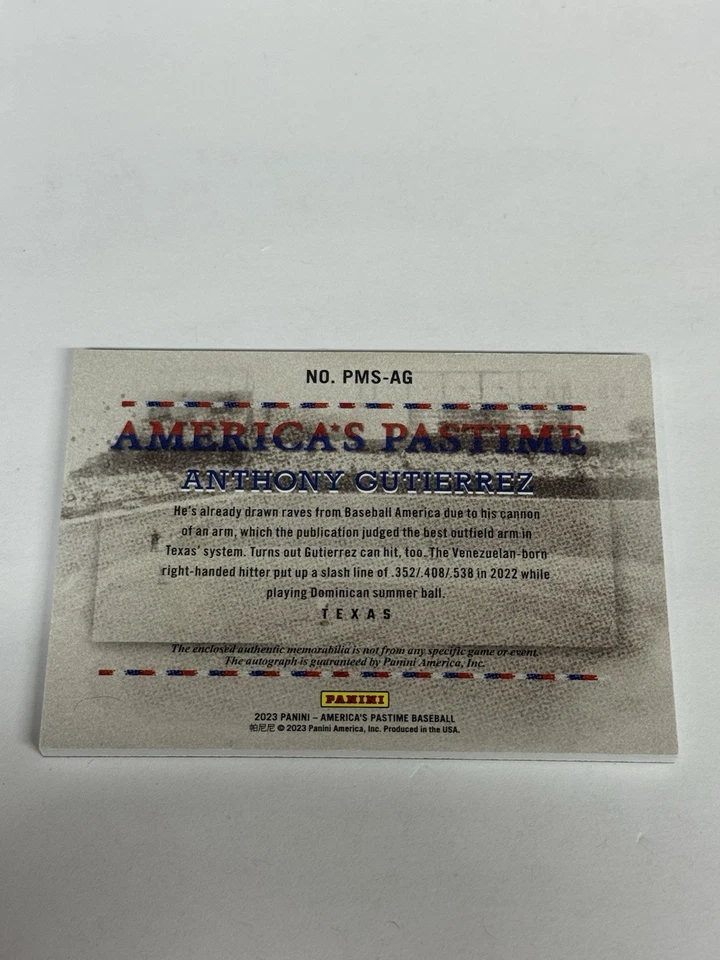 NO. PMS-AG
AMERICA'S PASTIME
ANTHONY GUTIERREZ
He's already drawn raves from Baseball America due to his cannon
of an arm, which the publication judged the best outfield arm in
Texas' system. Turns out Gutierrez can hit, too. The Venezuelan-born
right-handed hitter put up a slash line of .352/.408/.538 in 2022 while
playing Dominican summer ball.
TEXAS
The enclosed authentic memorabilia is not from any specific game or event.
The autograph is guaranteed by Panini America, Inc.
PANINI
2023 PANINI – AMERICA'S PASTIME BASEBALL
帕尼尼 © 2023 Panini America, Inc. Produced in the USA.